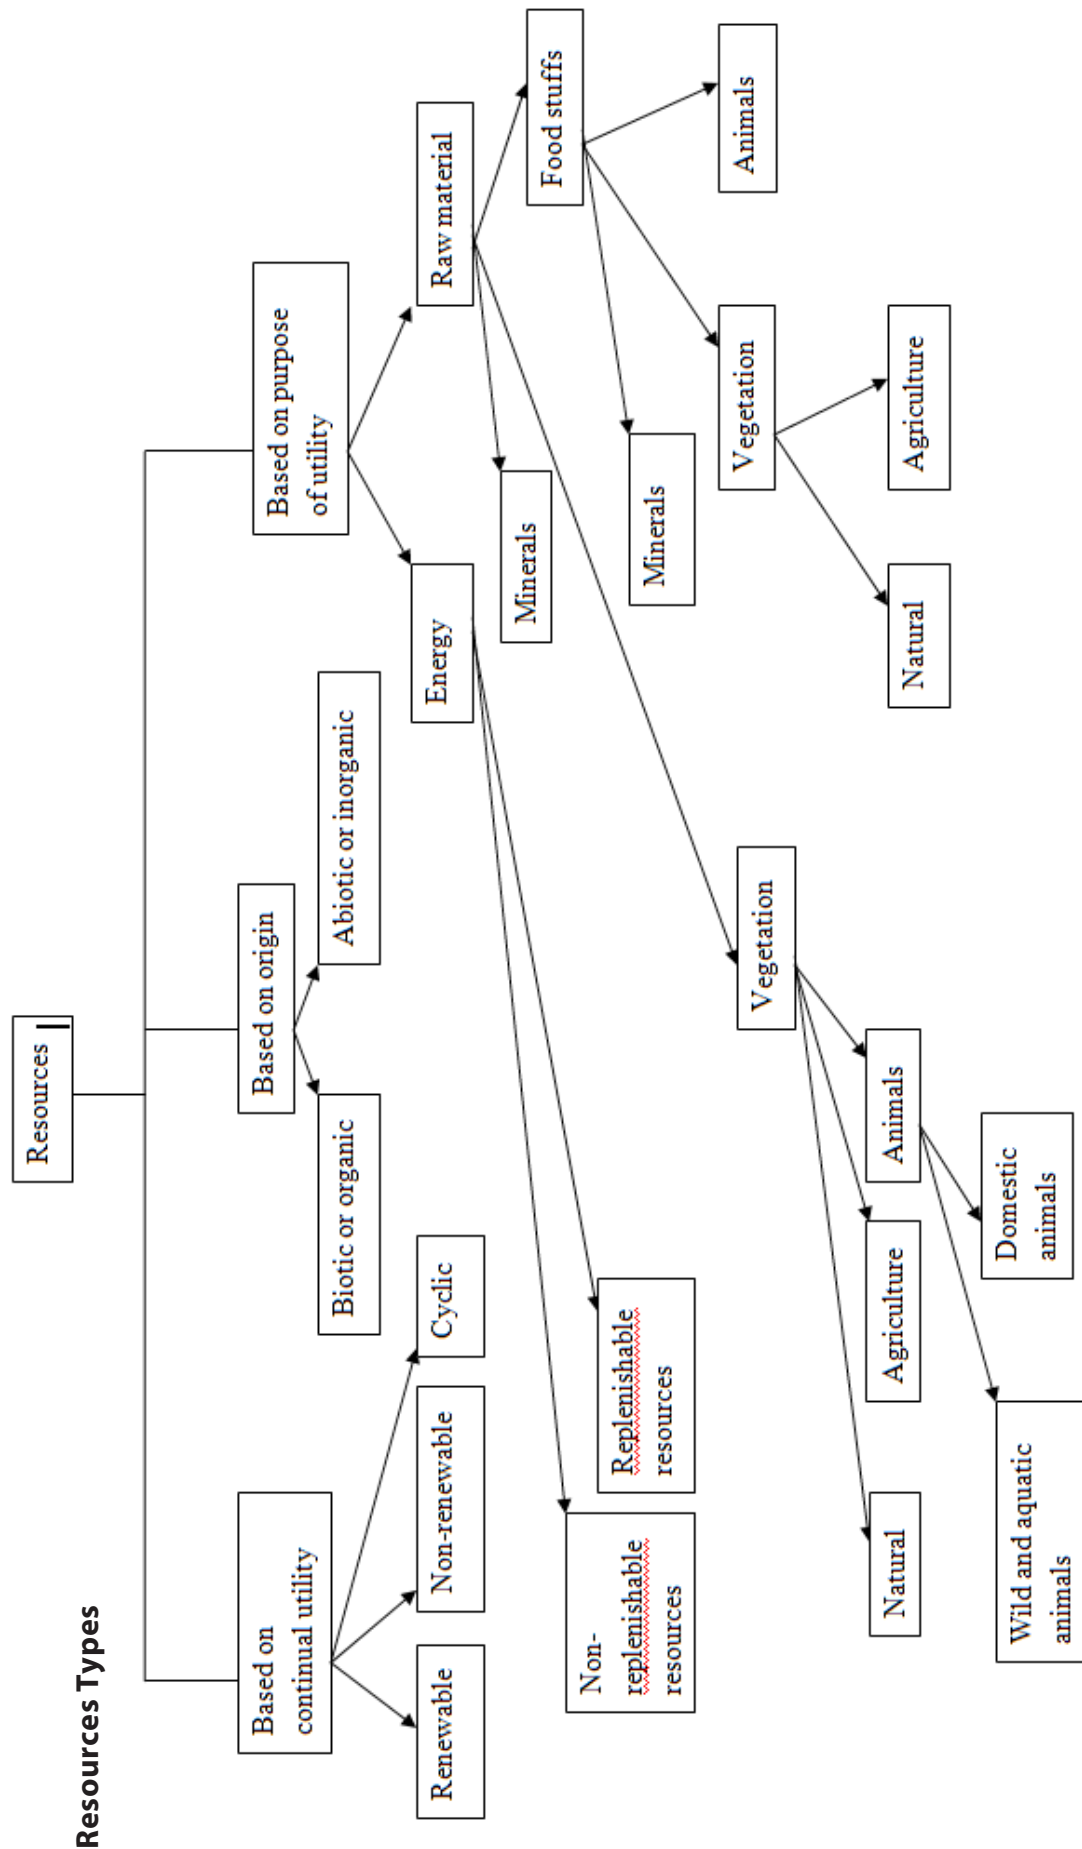 Resources Types
Resources
Based on
continual utility
Based on origin
Based on purpose
of utility
Renewable
Non-renewable
Cyclic
Biotic or organic
Abiotic or inorganic
Energy
Raw material
Non-
replenishable
resources
Replenishable
resources
Minerals
Food stuffs
Vegetation
Minerals
Vegetation
Animals
Natural
Agriculture
Animals
Natural
Agriculture
Wild and aquatic
animals
Domestic
animals